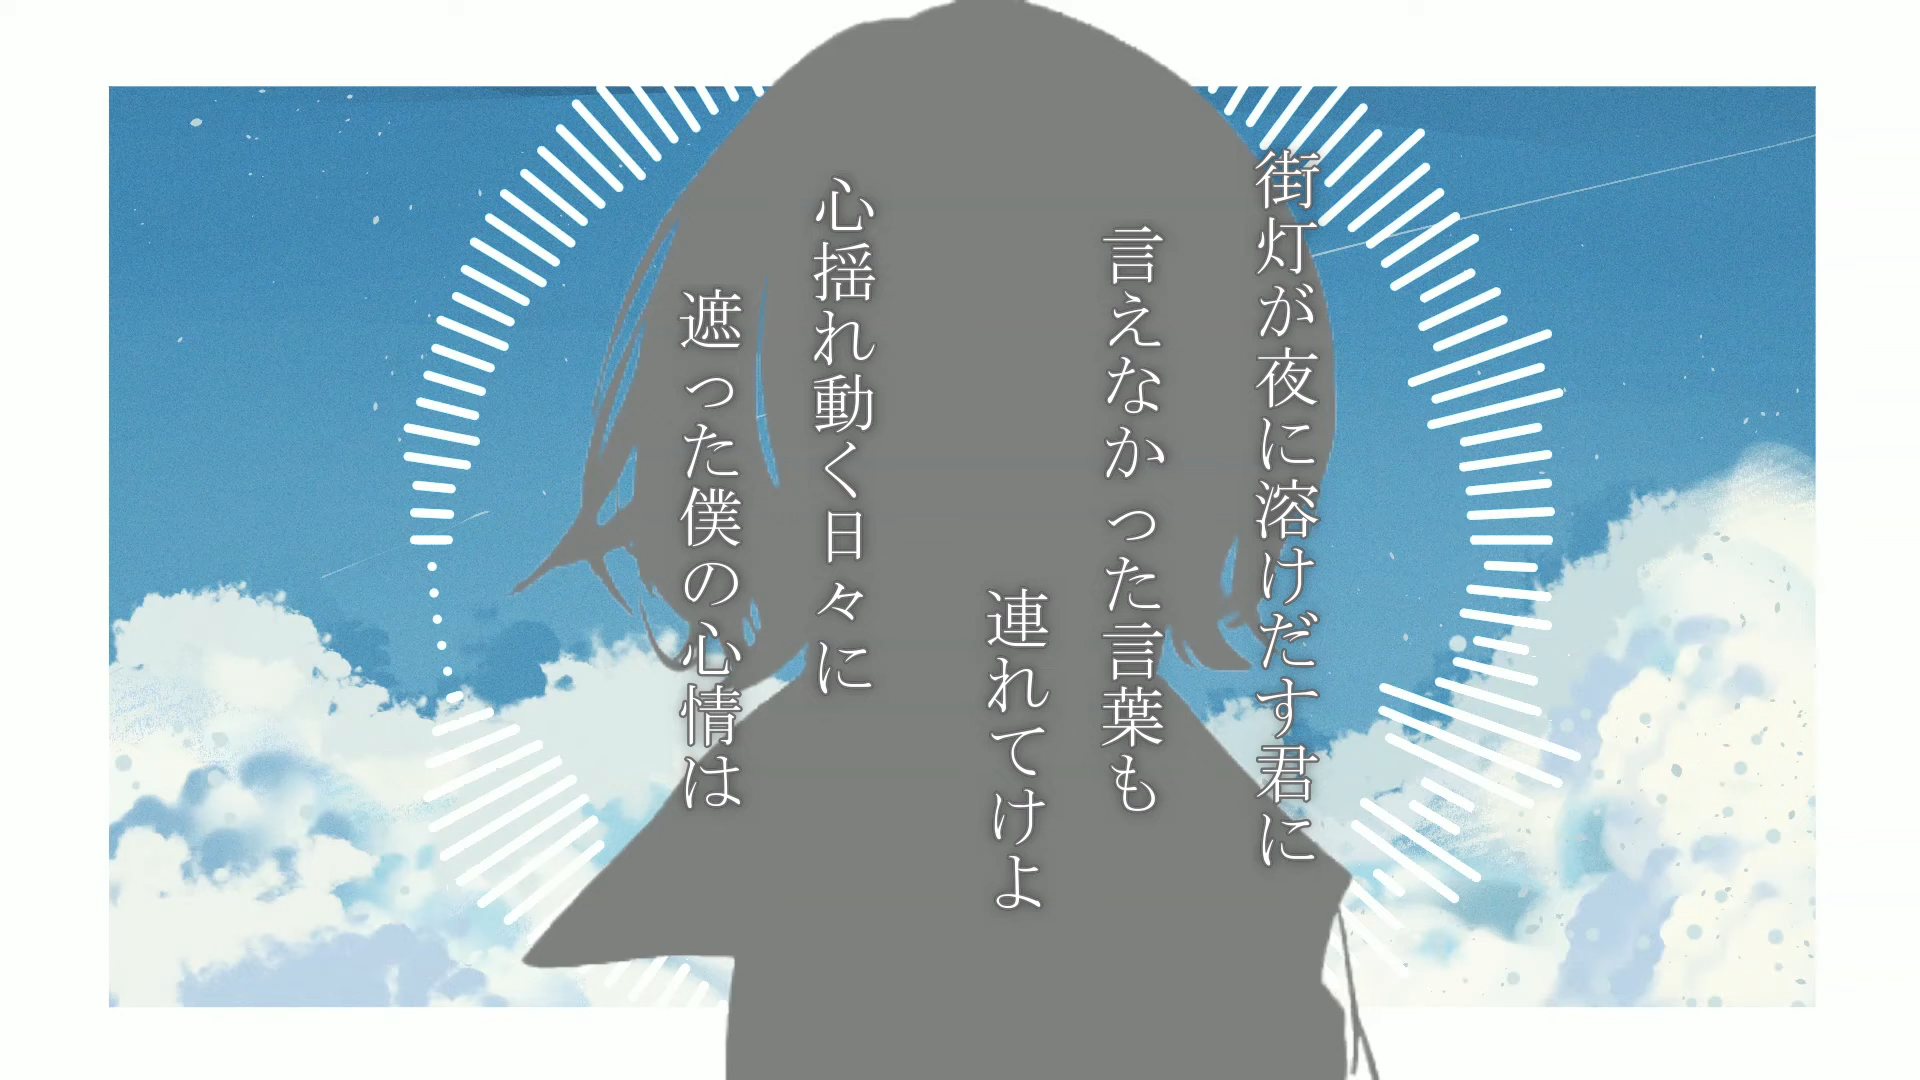 街灯が夜に溶けだす君に
言えなかった言葉も
連れてけよ
心揺れ動く日々に
遮った僕の心情は